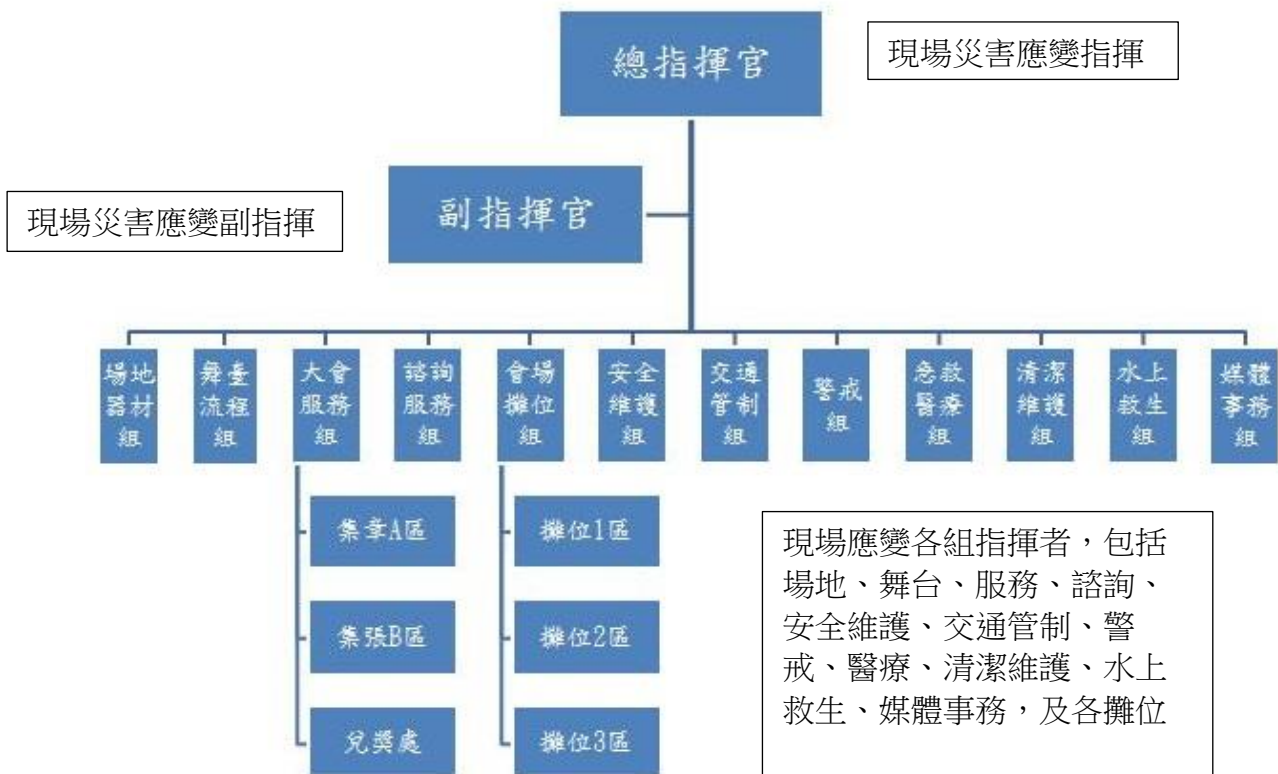 總指揮官
現場災害應變指揮
副指揮官
現場災害應變副指揮
場地
器材
組
舞臺
流程
組
大會
服務
組
諮詢
服務
組
會場
攤位
組
安全
維護
組
交通
管制
組
警戒
組
急救
醫療
組
清潔
維護
組
水上
救生
組
媒體
事務
組
集章A區
集張B區
兌獎處
攤位1區
攤位2區
攤位3區
現場應變各組指揮者，包括
場地、舞台、服務、諮詢、
安全維護、交通管制、警
戒、醫療、清潔維護、水上
救生、媒體事務，及各攤位